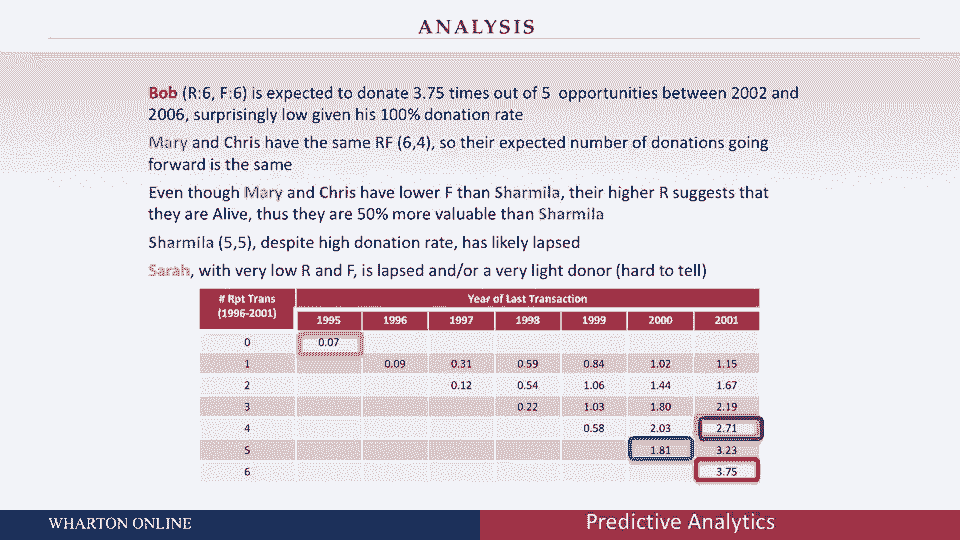 ANALYSIS
Bob (R:6, F:6) is expected to donate 3.75 times out of 5 opportunities between 2002 and
2006, surprisingly low given his 100% donation rate
Mary and Chris have the same RF (6,4), so their expected number of donations going
forward is the same
Even though Mary and Chris have lower F than Sharmila, their higher R suggests that
they are Alive, thus they are 50% more valuable than Sharmila
Sharmila (5,5), despite high donation rate, has likely lapsed
Sarah, with very low R and F, is lapsed and/or a very light donor (hard to tell)
# Rpt Trans Year of Last Transaction
(1996-2001) 1995 1996 1997 1998 1999 2000 2001
0 0.07
1 0.09 0.31 0.59 0.84 1.02 1.15
2 0.12 0.54 1.06 1.44 1.67
3 0.22 1.03 1.80 2.19
4 0.58 2.03 2.71
5 1.81 3.23
6 3.75
WHARTON ONLINE Predictive Analytics